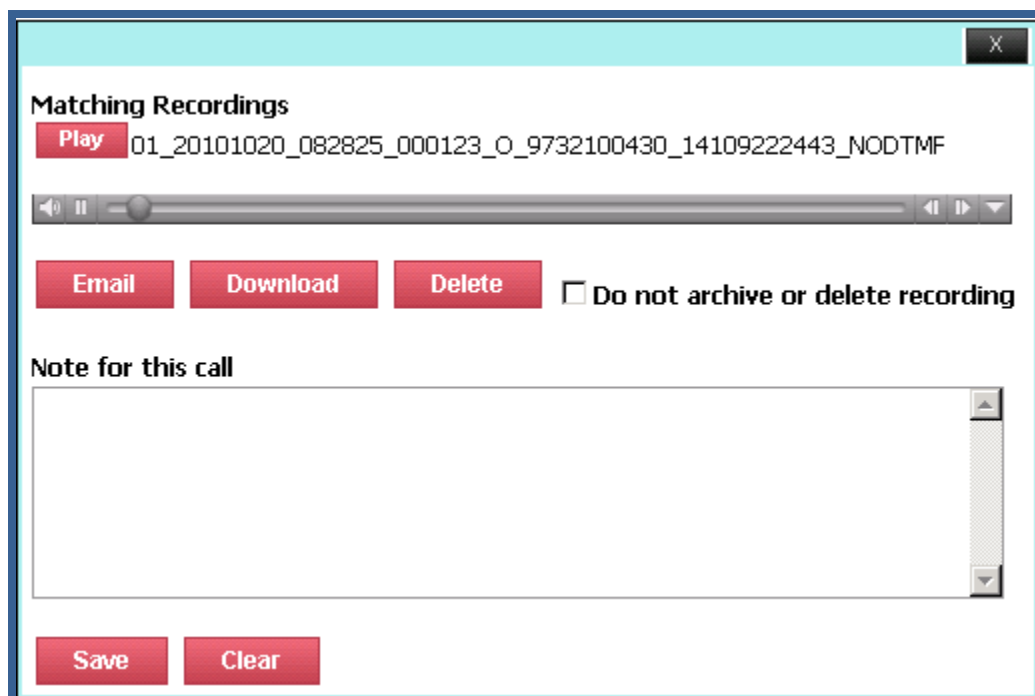 X
Matching Recordings
Play 01_20101020_082825_000123_O_9732100430_14109222443_NODTMF
Email Download Delete Do not archive or delete recording
Note for this call
Save Clear